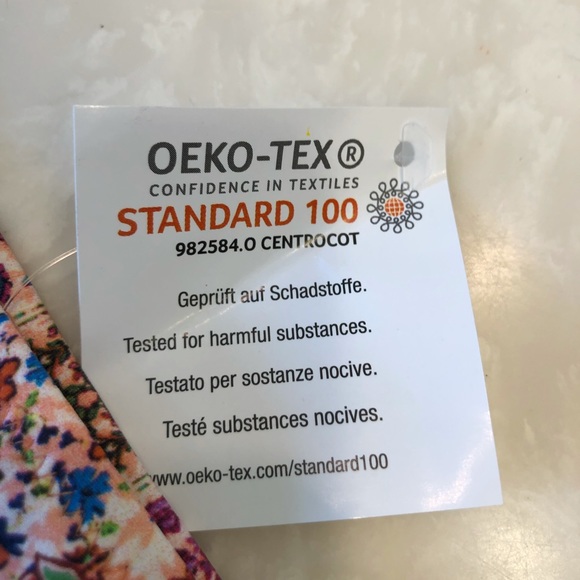 OEKO-TEX®
CONFIDENCE IN TEXTILES
STANDARD 100
982584.O CENTROCOT
Geprüft auf Schadstoffe.
Tested for harmful substances.
Testato per sostanze nocive.
Testé substances nocives.
www.oeko-tex.com/standard100